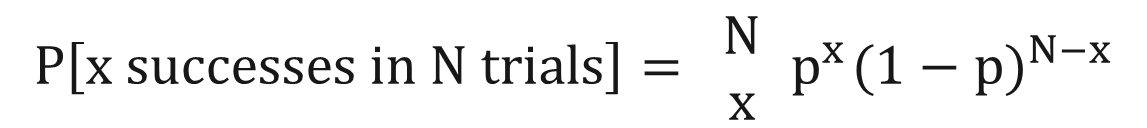 P[x successes in N trials] = N x p^x (1 − p)^{N−x}